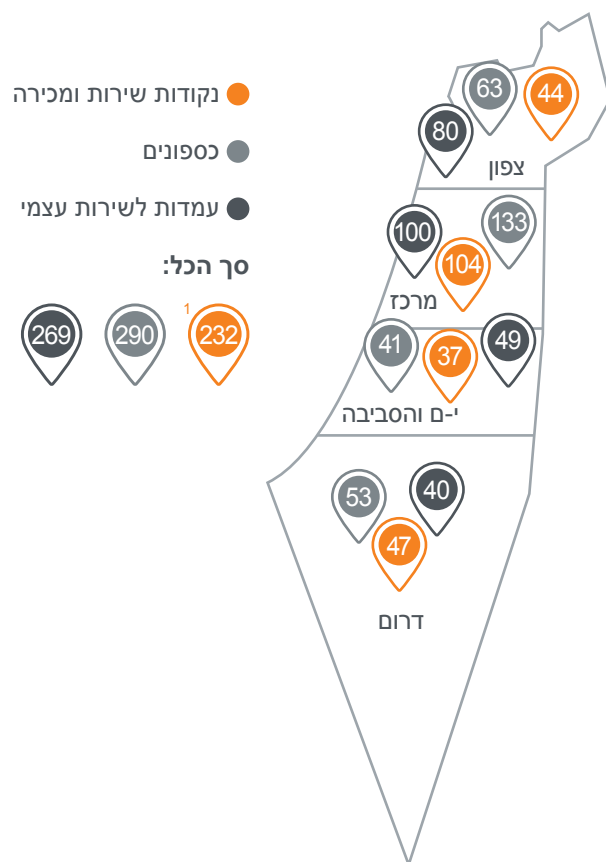 נקודות שירות ומכירה
כספונים
עמדות לשירות עצמי
סך הכל:
232 1
290
269
44
63
80
צפון
133
100
104
מרכז
49
37
41
י-ם והסביבה
40
53
47
דרום